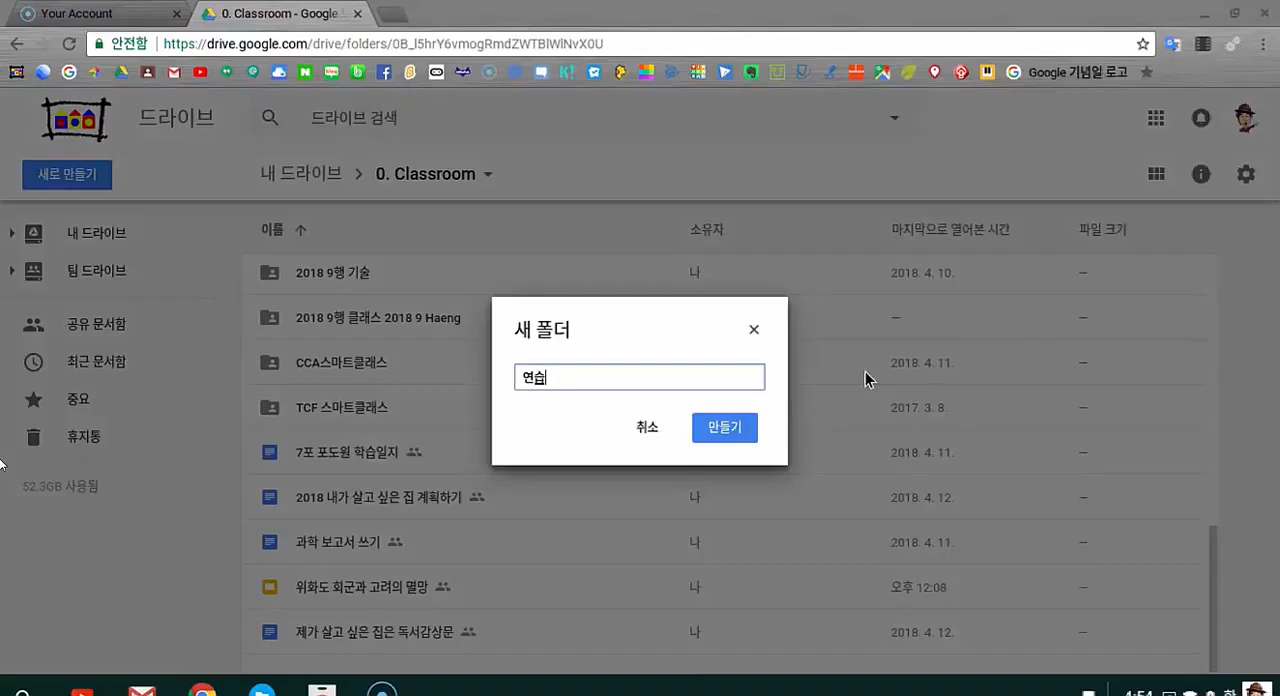 Your Account
0. Classroom - Google
안전함 https://drive.google.com/drive/folders/0B_l5hrY6vmogRmdZWTBlWlNvX0U
Google 기념일 로고
드라이브 드라이브 검색
새로 만들기 내 드라이브 > 0. Classroom
내 드라이브
팀 드라이브
공유 문서함
최근 문서함
중요
휴지통
52.3GB 사용됨
이름 소유자 마지막으로 열어본 시간 파일 크기
2018 9행 기술 나 2018. 4. 10. —
2018 9행 클래스 2018 9 Haeng — —
CCA스마트클래스 2018. 4. 11. —
TCF 스마트클래스 2017. 3. 8. —
7포 포도원 학습일지 2018. 4. 11. —
2018 내가 살고 싶은 집 계획하기 나 2018. 4. 12. —
과학 보고서 쓰기 나 2018. 4. 11. —
위화도 회군과 고려의 멸망 나 오후 12:08 —
제가 살고 싶은 집은 독서감상문 나 2018. 4. 12. —
새 폴더
연습
취소 만들기
4:54